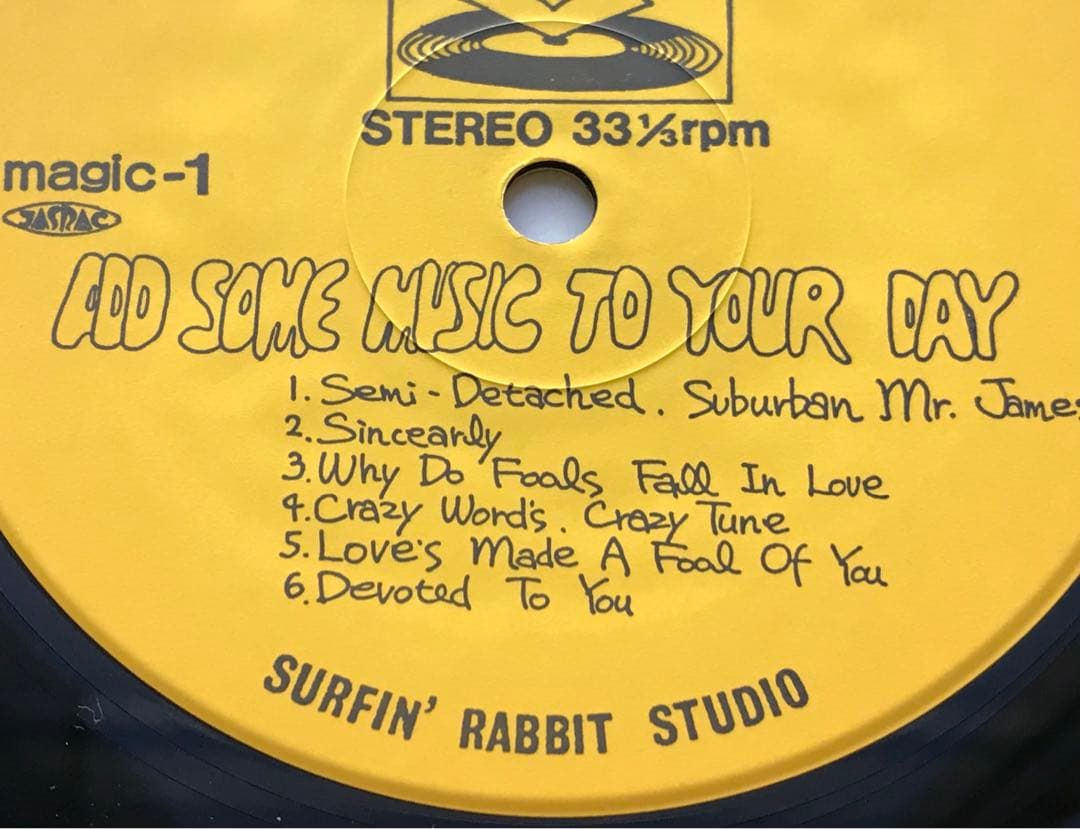 STEREO 33⅓rpm
magic-1
JASRAC
ADD SOME MUSIC TO YOUR DAY
1. Semi-Detached. Suburban Mr. James
2. Sincearly
3. Why Do Foals Fall In Love
4. Crazy Word's. Crazy Tune
5. Love's Made A Foal Of You
6. Devoted To You
SURFIN' RABBIT STUDIO